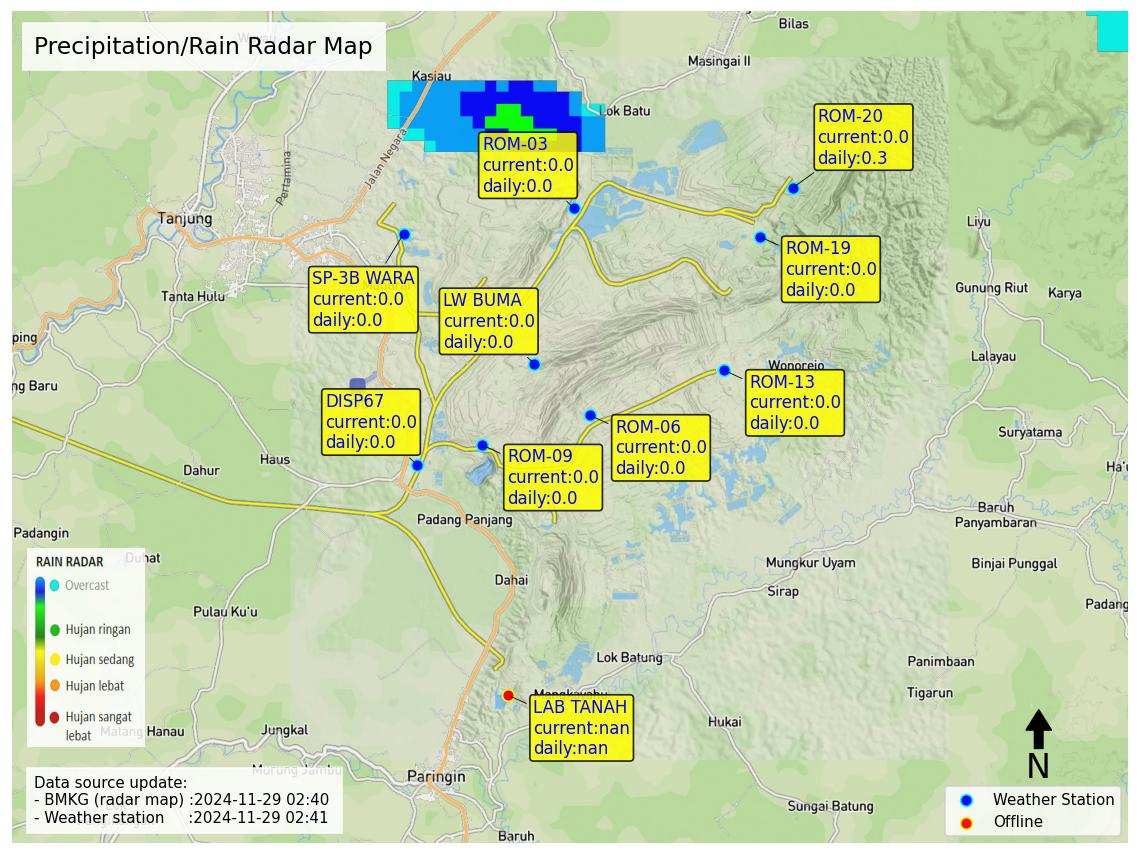 Precipitation/Rain Radar Map
Bilas
Masingai II
Kasiau
Lok Batu
Jalan Negara
Pertamina
Tanjung
Tanta Hulu
ROM-03
current:0.0
daily:0.0
ROM-20
current:0.0
daily:0.3
ROM-19
current:0.0
daily:0.0
SP-3B WARA
current:0.0
daily:0.0
LW BUMA
current:0.0
daily:0.0
Liyu
Gunung Riut
Karya
Lalayau
ping
ng Baru
Wonorejo
ROM-13
current:0.0
daily:0.0
DISP67
current:0.0
daily:0.0
ROM-06
current:0.0
daily:0.0
ROM-09
current:0.0
daily:0.0
Suryatama
Ha'u
Haus
Dahur
Baruh
Panyambaran
Padang Panjang
Padangin
Duhat
Binjai Punggal
Mungkur Uyam
Dahai
Sirap
Padang
Pulau Ku'u
RAIN RADAR
Overcast
Hujan ringan
Hujan sedang
Hujan lebat
Hujan sangat
lebat
Lok Batung
Panimbaan
Tigarun
LAB TANAH
current:nan
daily:nan
Hukai
Matang Hanau
Jungkal
Murung Jambu
Paringin
Sungai Batung
Baruh
Data source update:
- BMKG (radar map) :2024-11-29 02:40
- Weather station :2024-11-29 02:41
N
Weather Station
Offline